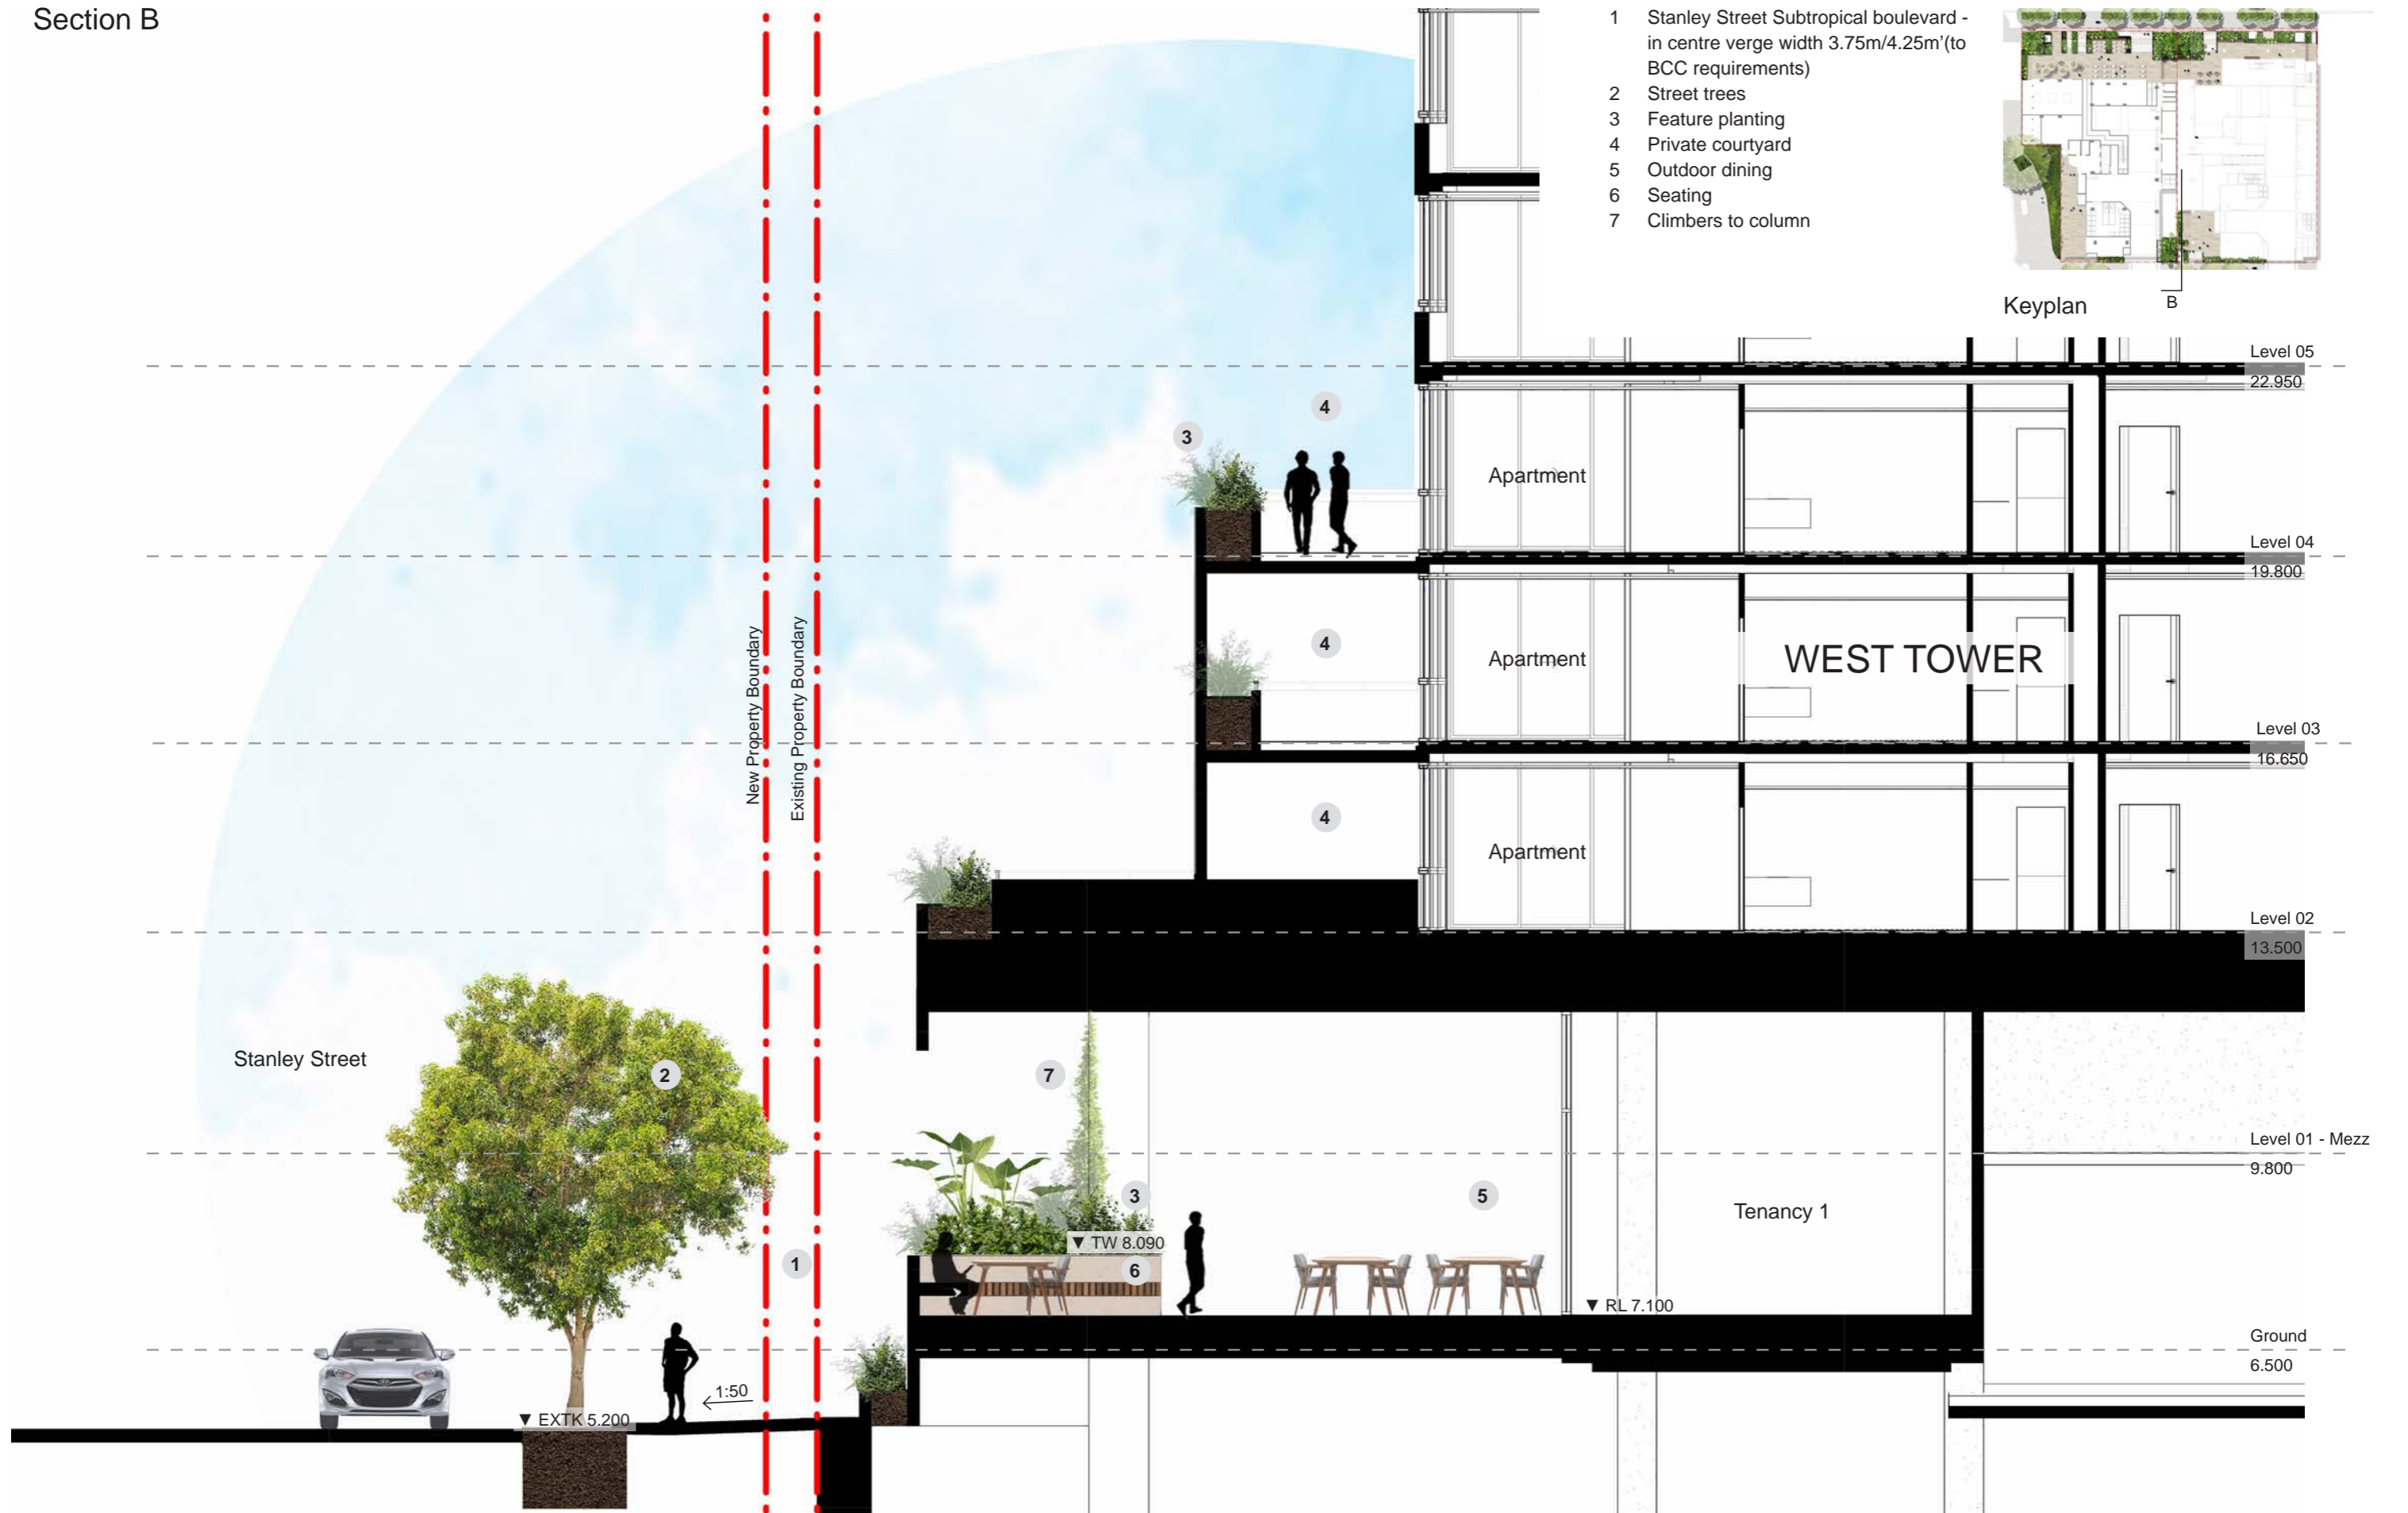 Section B
1 Stanley Street Subtropical boulevard -
in centre verge width 3.75m/4.25m'(to
BCC requirements)
2 Street trees
3 Feature planting
4 Private courtyard
5 Outdoor dining
6 Seating
7 Climbers to column
Keyplan
B
Level 05
22.950
4
3
Apartment
Level 04
19.800
New Property Boundary
Existing Property Boundary
4
Apartment
WEST TOWER
Level 03
16.650
4
Apartment
Level 02
13.500
Stanley Street
2
7
Level 01 - Mezz
9.800
3
5
Tenancy 1
▼ TW 8.090
1
6
▼ RL 7.100
Ground
6.500
1:50
▼ EXTK 5.200